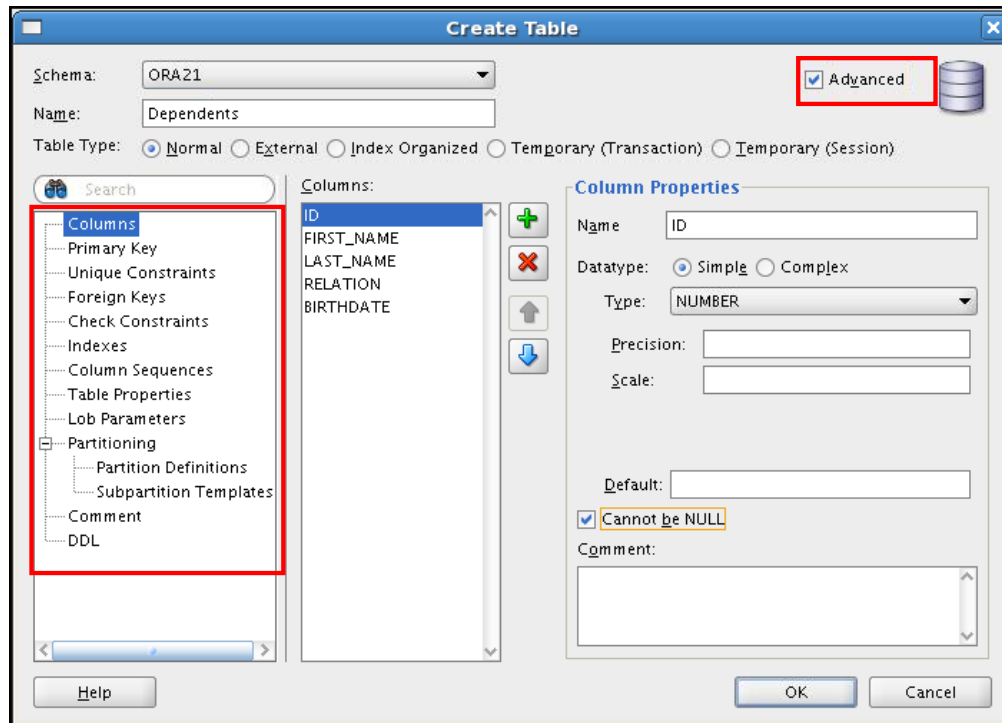 Create Table
Schema: ORA21
Advanced
Name: Dependents
Table Type: Normal External Index Organized Temporary (Transaction) Temporary (Session)
Search
Columns
Primary Key
Unique Constraints
Foreign Keys
Check Constraints
Indexes
Column Sequences
Table Properties
Lob Parameters
Partitioning
Partition Definitions
Subpartition Templates
Comment
DDL
Columns:
ID
FIRST_NAME
LAST_NAME
RELATION
BIRTHDATE
Column Properties
Name ID
Datatype: Simple Complex
Type: NUMBER
Precision:
Scale:
Default:
Cannot be NULL
Comment:
Help
OK
Cancel